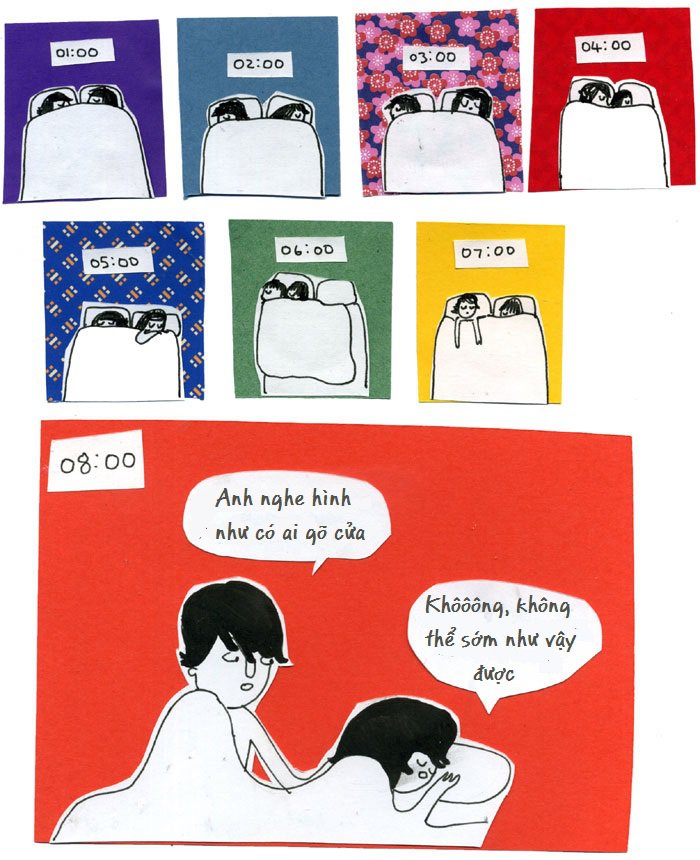 01:00
02:00
03:00
04:00
05:00
06:00
07:00
08:00
Anh nghe hình
như có ai gõ cửa
Khôôông, không
thể sớm như vậy
được